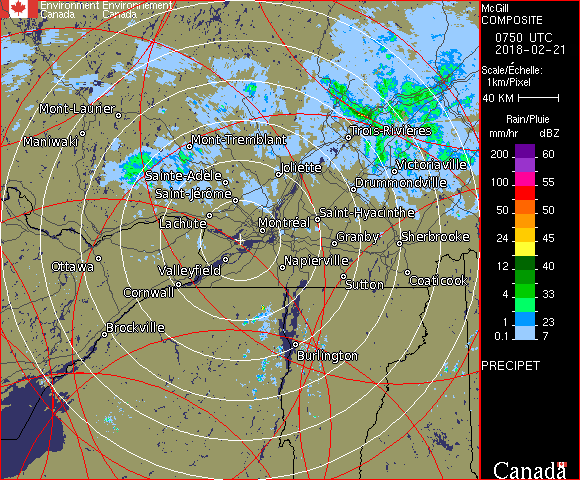 Environment Environnement
Canada Canada
McGill
COMPOSITE
0750 UTC
2018-02-21
Scale/Échelle:
1km/Pixel
40 KM
Rain/Pluie
mm/hr dBZ
200 60
150 57
100 55
50 50
24 45
12 40
4 33
1 23
0.1 7
PRECIPET
Canada
Mont-Laurier
Maniwaki
Mont-Tremblant
Trois-Rivières
Sainte-Adèle
Joliette
Victoriaville
Saint-Jérôme
Drummondville
Lachute
Montréal
Saint-Hyacinthe
Granby
Sherbrooke
Ottawa
Valleyfield
Napierville
Cornwall
Sutton
Coaticook
Brockville
Burlington